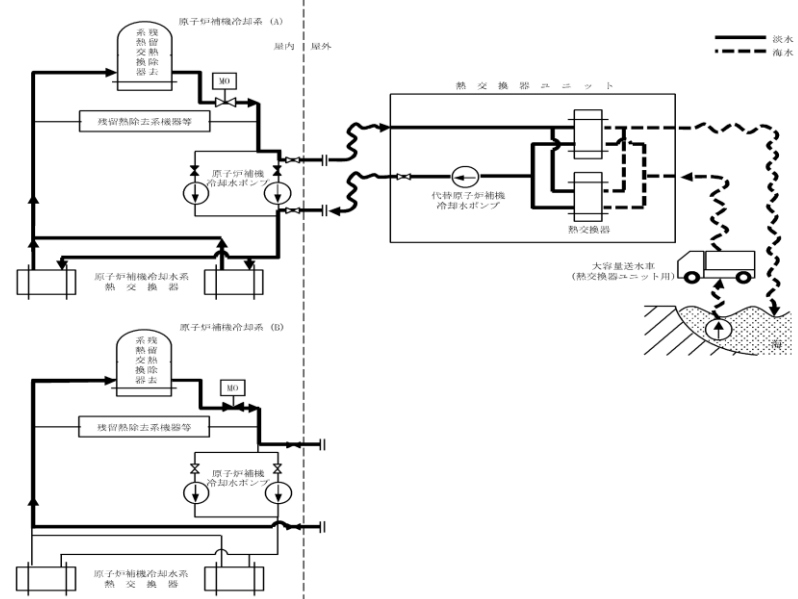 原子炉補機冷却系 (A)
屋内
屋外
淡水
海水
残留熱除去
系熱交換器
MO
残留熱除去系機器等
原子炉補機
冷却水ポンプ
原子炉補機冷却水系
熱交換器
熱交換器ユニット
代替原子炉補機
冷却水ポンプ
熱交換器
大容量送水車
(熱交換器ユニット用)
海
原子炉補機冷却系 (B)
残留熱除去
系熱交換器
MO
残留熱除去系機器等
原子炉補機
冷却水ポンプ
原子炉補機冷却水系
熱交換器